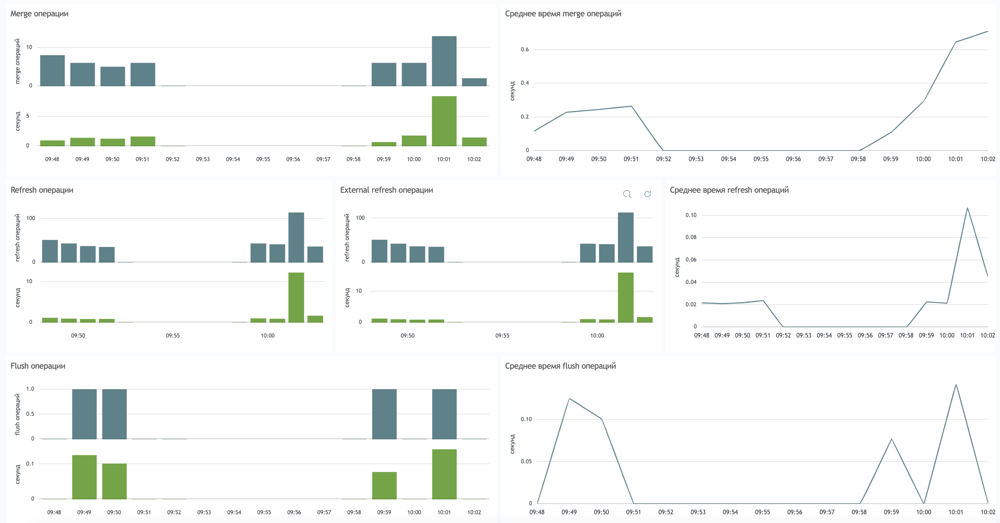 Merge операции
merge операций
10
0
секунд
5
0
09:48 09:49 09:50 09:51 09:52 09:53 09:54 09:55 09:56 09:57 09:58 09:59 10:00 10:01 10:02
Среднее время merge операций
секунд
0.6
0.4
0.2
0
09:48 09:49 09:50 09:51 09:52 09:53 09:54 09:55 09:56 09:57 09:58 09:59 10:00 10:01 10:02
Refresh операции
refresh операций
100
0
секунд
10
0
09:50 09:55 10:00
External refresh операции
refresh операций
100
0
секунд
10
0
09:50 09:55 10:00
Среднее время refresh операций
секунд
0.10
0.08
0.06
0.04
0.02
0
09:48 09:49 09:50 09:51 09:52 09:53 09:54 09:55 09:56 09:57 09:58 09:59 10:00 10:01 10:02
Flush операции
flush операций
1.0
0.5
0
секунд
0.1
0
09:48 09:49 09:50 09:51 09:52 09:53 09:54 09:55 09:56 09:57 09:58 09:59 10:00 10:01 10:02
Среднее время flush операций
секунд
0.10
0.05
0
09:48 09:49 09:50 09:51 09:52 09:53 09:54 09:55 09:56 09:57 09:58 09:59 10:00 10:01 10:02